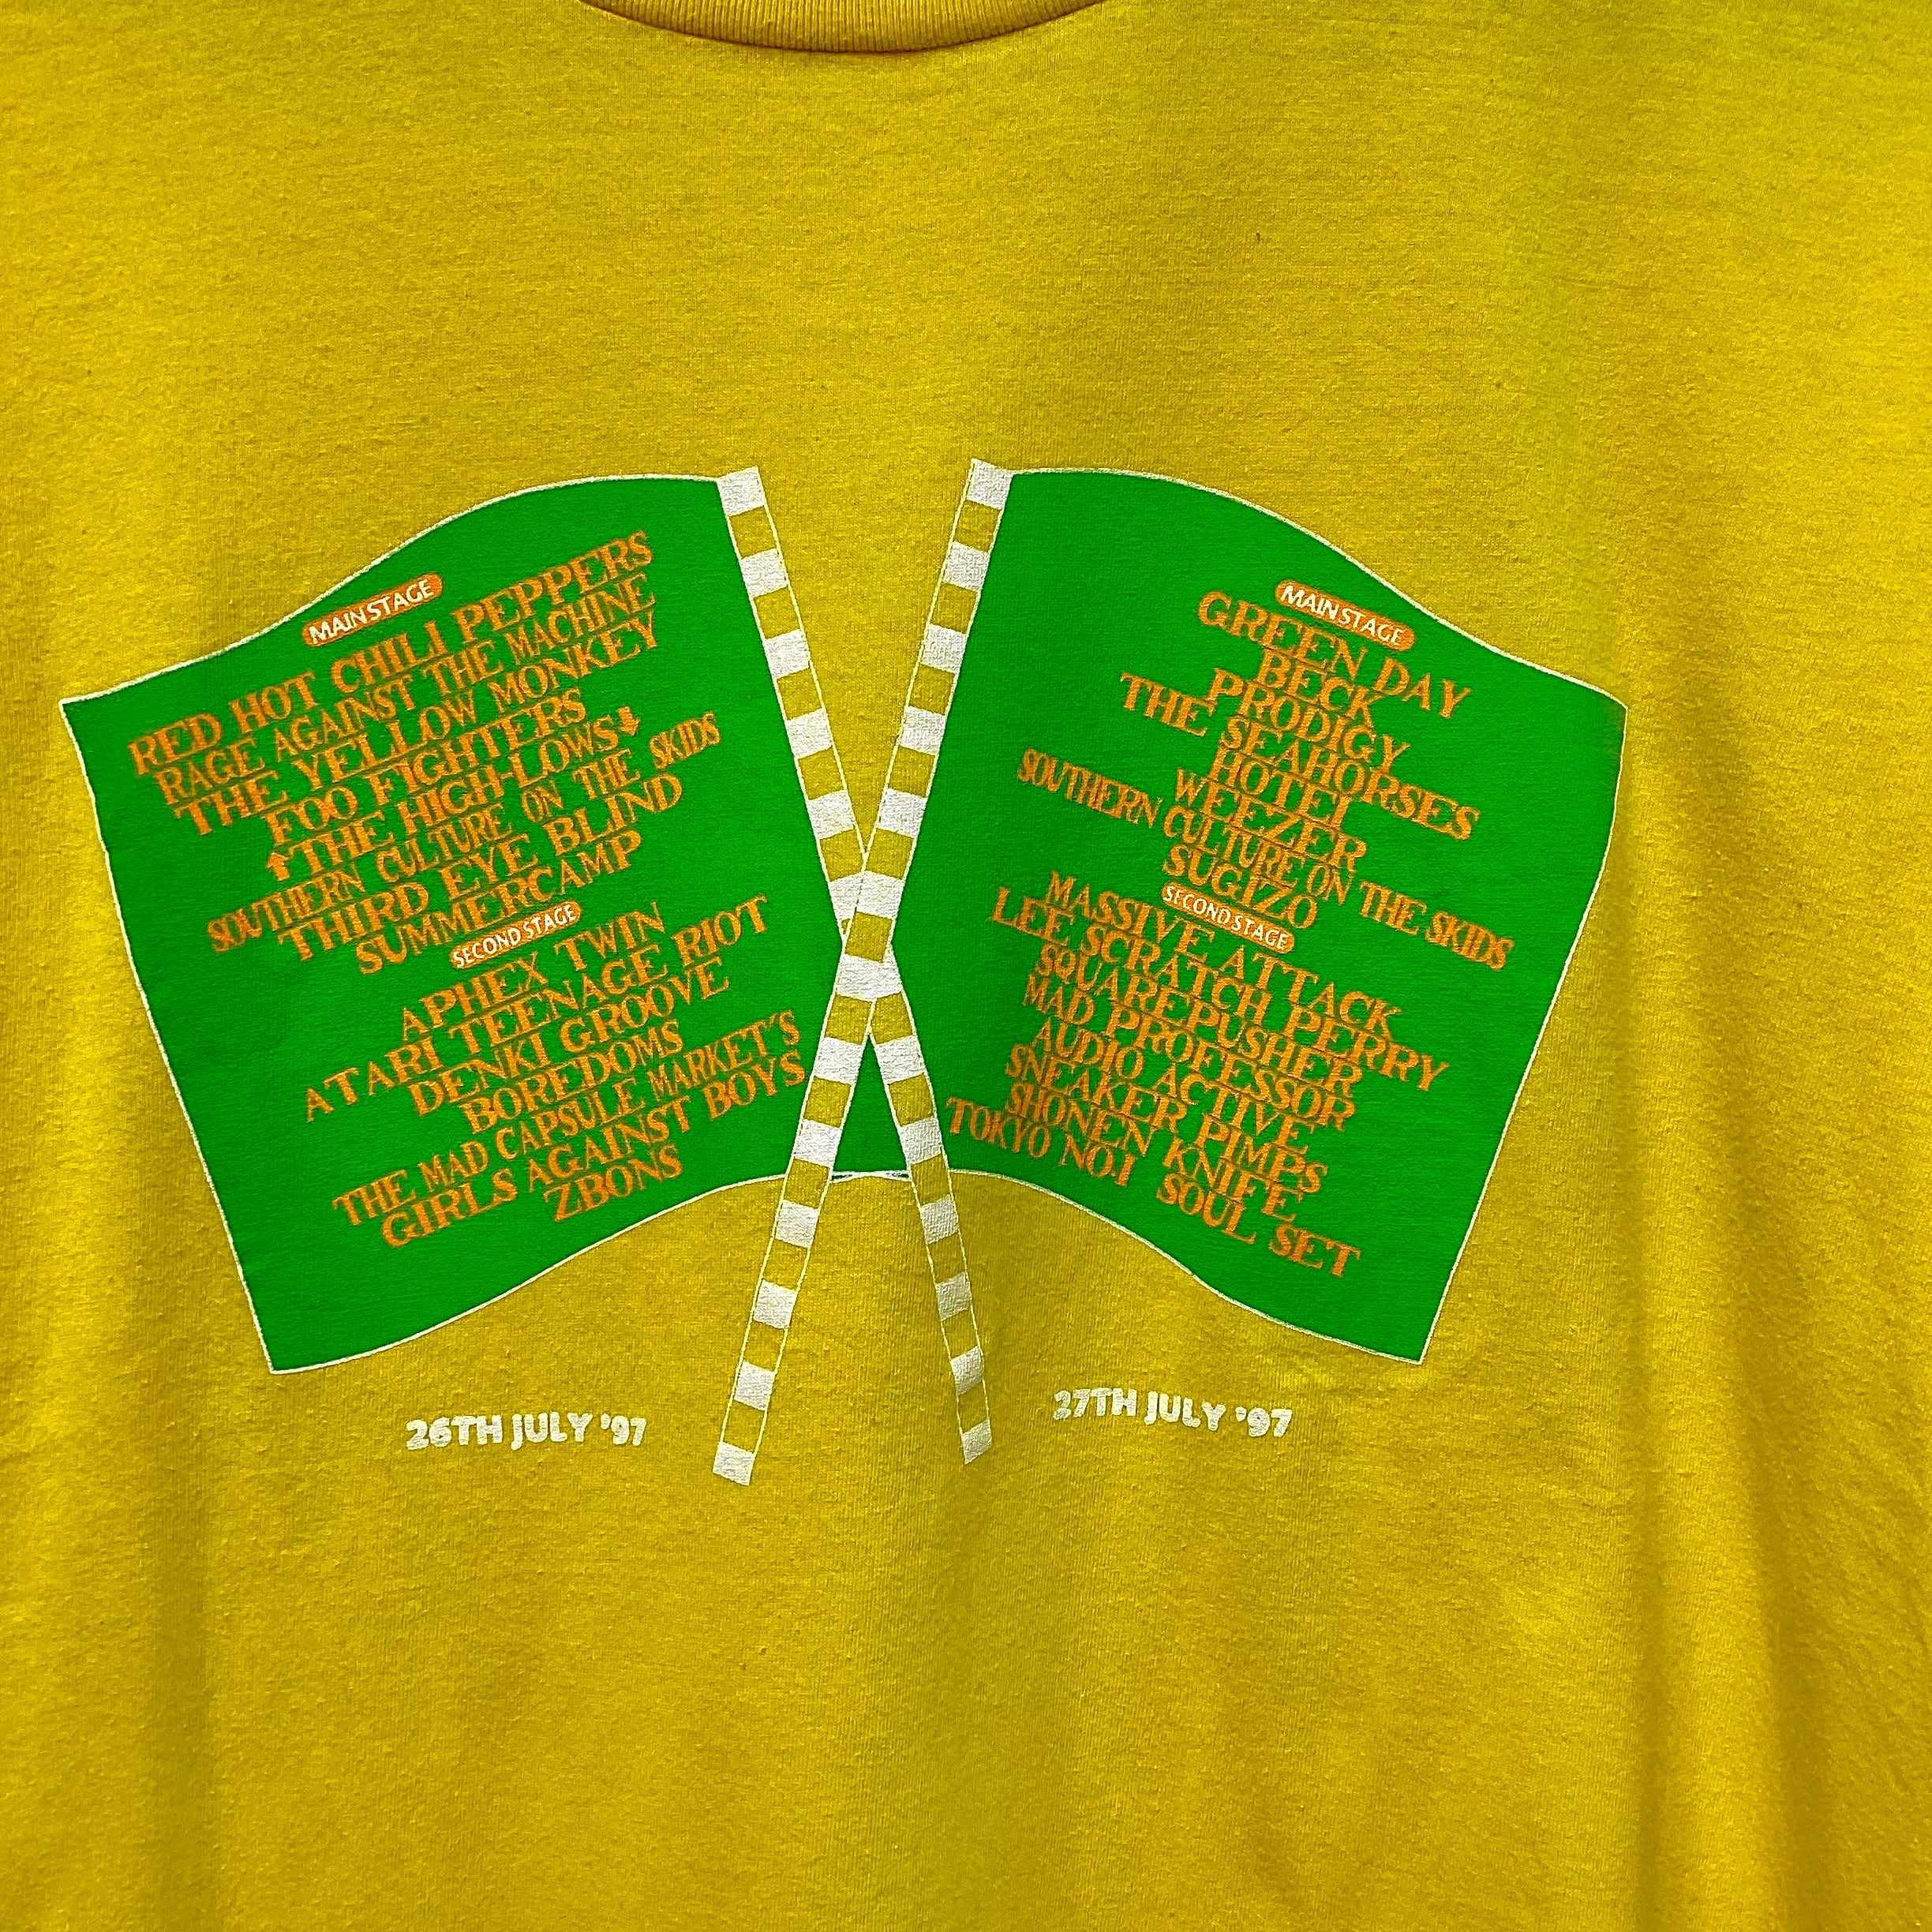 MAIN STAGE
RED HOT CHILI PEPPERS
RAGE AGAINST THE MACHINE
THE YELLOW MONKEY
FOO FIGHTERS
↑THE HIGH-LOWS↓
SOUTHERN CULTURE ON THE SKIDS
THIRD EYE BLIND
SUMMERCAMP
SECOND STAGE
APHEX TWIN
ATARI TEENAGE RIOT
DENKI GROOVE
BOREDOMS
THE MAD CAPSULE MARKET'S
GIRLS AGAINST BOYS
ZBONS
26TH JULY '97
MAIN STAGE
GREEN DAY
BECK
PRODIGY
THE SEAHORSES
HOTEI
WEEZER
SOUTHERN CULTURE ON THE SKIDS
SUGIZO
SECOND STAGE
MASSIVE ATTACK
LEE SCRATCH PERRY
SQUAREPUSHER
MAD PROFESSOR
AUDIO ACTIVE
SNEAKER PIMPS
SHONEN KNIFE
TOKYO NO.1 SOUL SET
27TH JULY '97